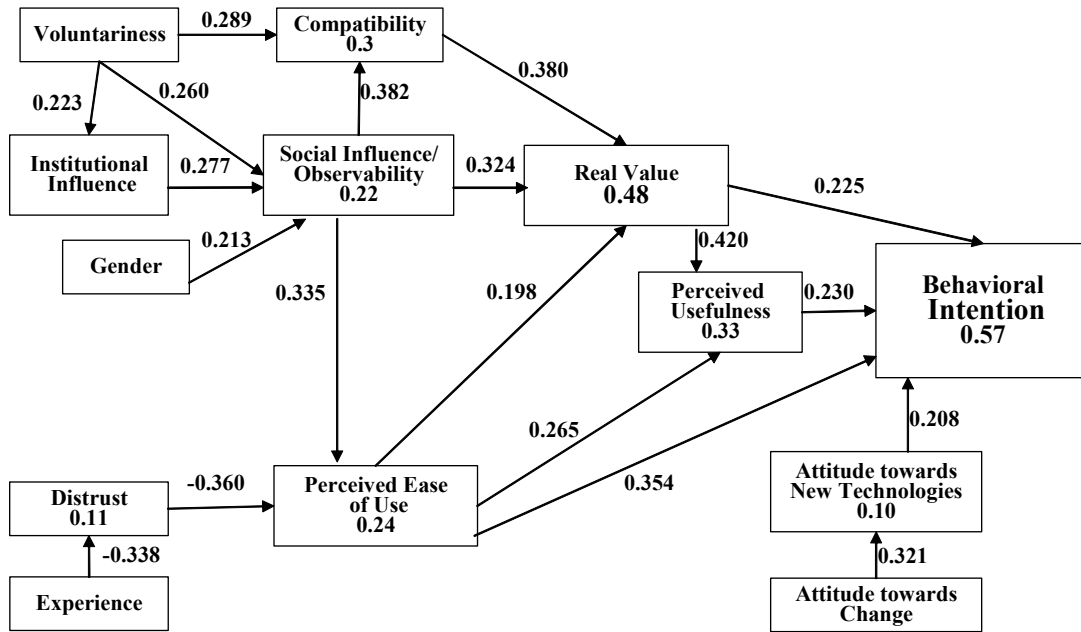 Voluntariness
0.289
Compatibility
0.3
0.380
0.223
0.260
0.382
Institutional
Influence
0.277
Social Influence/
Observability
0.22
0.324
Real Value
0.48
0.225
Gender
0.213
0.335
0.198
0.420
Perceived
Usefulness
0.33
0.230
Behavioral
Intention
0.57
0.265
0.354
0.208
Distrust
0.11
-0.360
Perceived Ease
of Use
0.24
Attitude towards
New Technologies
0.10
-0.338
0.321
Experience
Attitude towards
Change